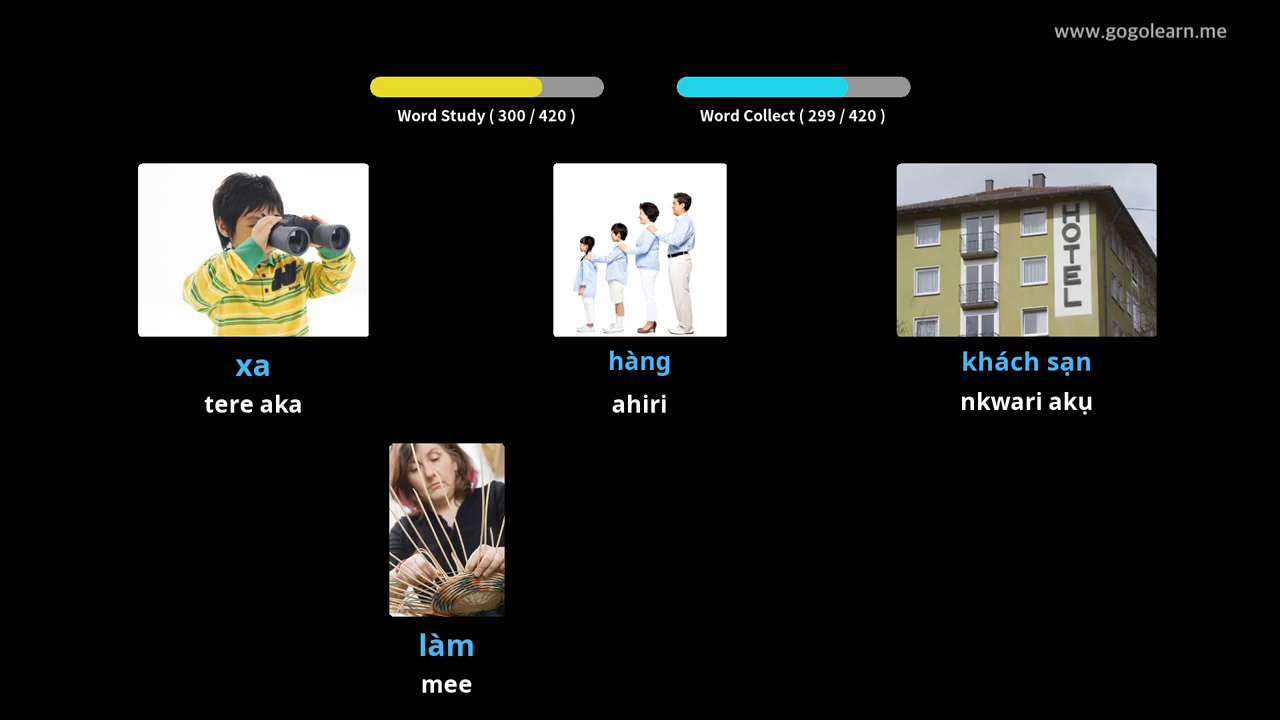 www.gogolearn.me
Word Study ( 300 / 420 )
Word Collect ( 299 / 420 )
HOTEL
xa
tere aka
hàng
ahiri
khách sạn
nkwari akụ
làm
mee